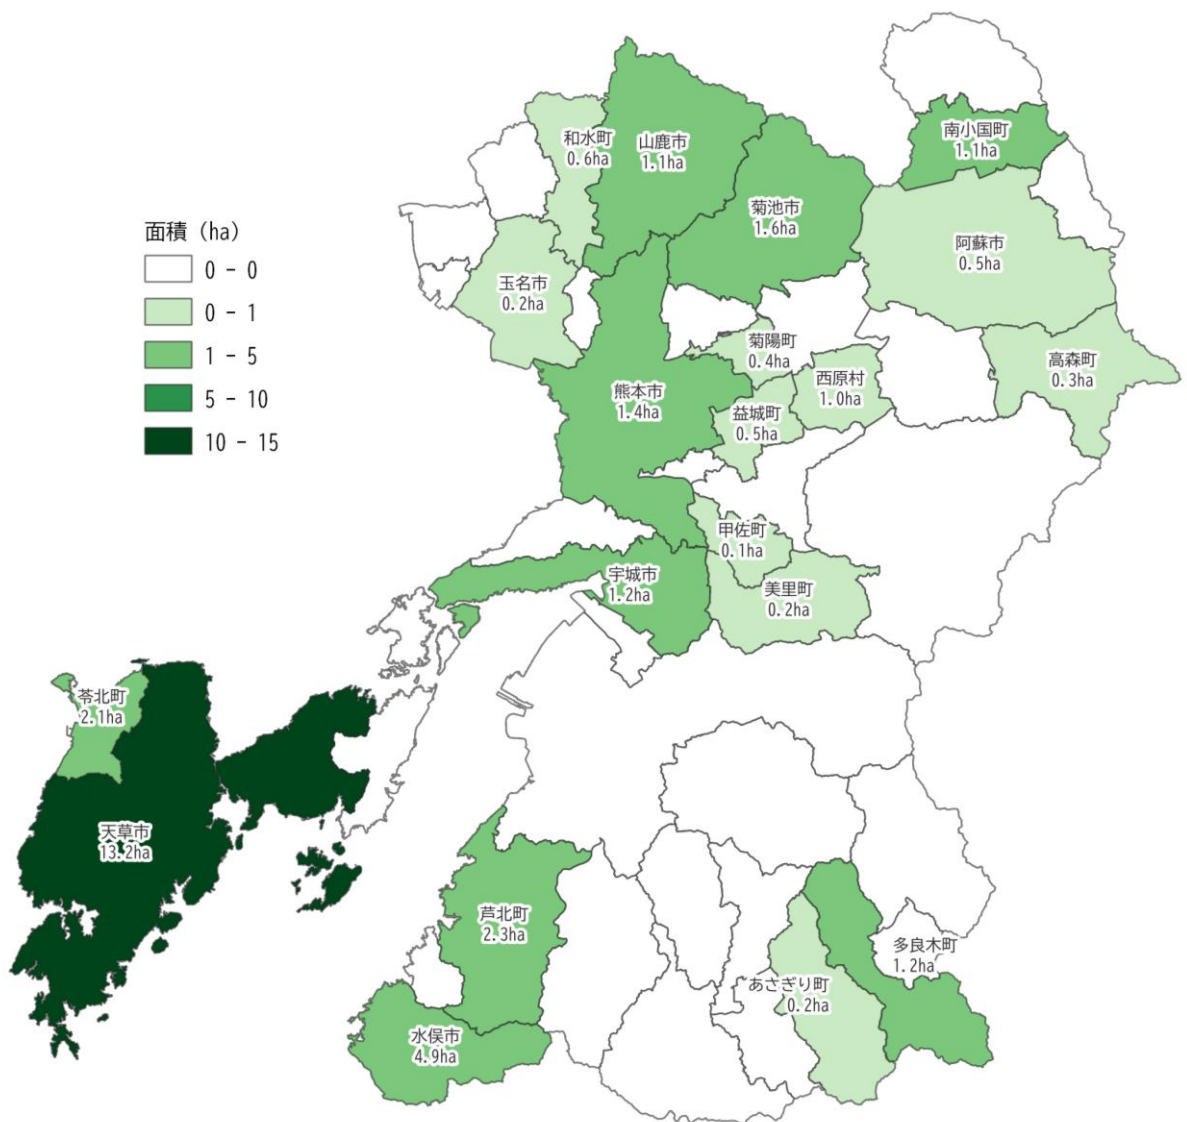 面積 (ha)
0 - 0
0 - 1
1 - 5
5 - 10
10 - 15
和水町
0.6ha
山鹿市
1.1ha
南小国町
1.1ha
菊池市
1.6ha
阿蘇市
0.5ha
玉名市
0.2ha
菊陽町
0.4ha
高森町
0.3ha
熊本市
1.4ha
西原村
1.0ha
益城町
0.5ha
甲佐町
0.1ha
宇城市
1.2ha
美里町
0.2ha
苓北町
2.1ha
天草市
13.2ha
芦北町
2.3ha
多良木町
1.2ha
あさぎり町
0.2ha
水俣市
4.9ha